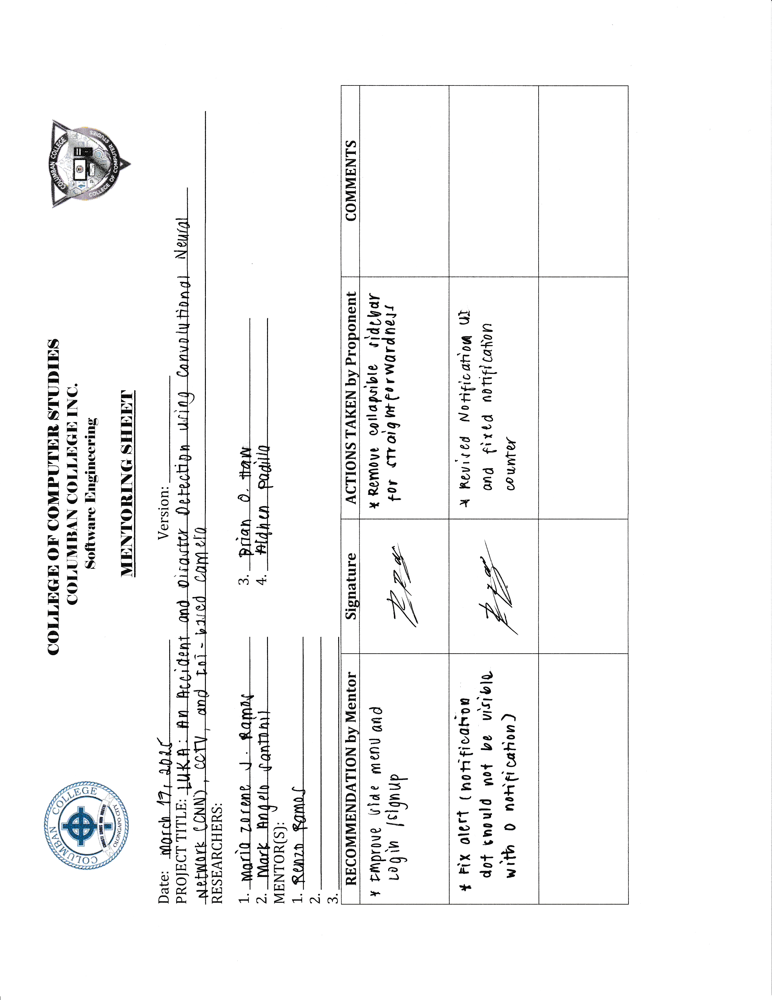 COLUMBAN COLLEGE
CHRISTI SIMUS NON NOSTRI
OLONGAPO CITY
COLLEGE OF COMPUTER STUDIES
COLUMBAN COLLEGE INC.
Software Engineering
COLUMBAN COLLEGE
COLLEGE OF COMPUTER STUDIES
MENTORING SHEET
Date: March 17, 2025 Version:
PROJECT TITLE: LUKA: An Accident and Disaster Detection using Convolutional Neural
Network (CNN), CCTV, and IoT-based camera
RESEARCHERS:
1. Maria Zerene J. Ramos 3. Brian O.
2. Mark Angelo Santonil 4. Aldhen Padilla
MENTOR(S):
1. Renzo Ramos
2.
3.
RECOMMENDATION by Mentor Signature ACTIONS TAKEN by Proponent COMMENTS
* Improve side menu and
Login /signup
* Remove collapsible sidebar
for straightforwardness
* Fix alert (notification
dot should not be visible
with 0 notification)
* Revised Notification UI
and fixed notification
counter